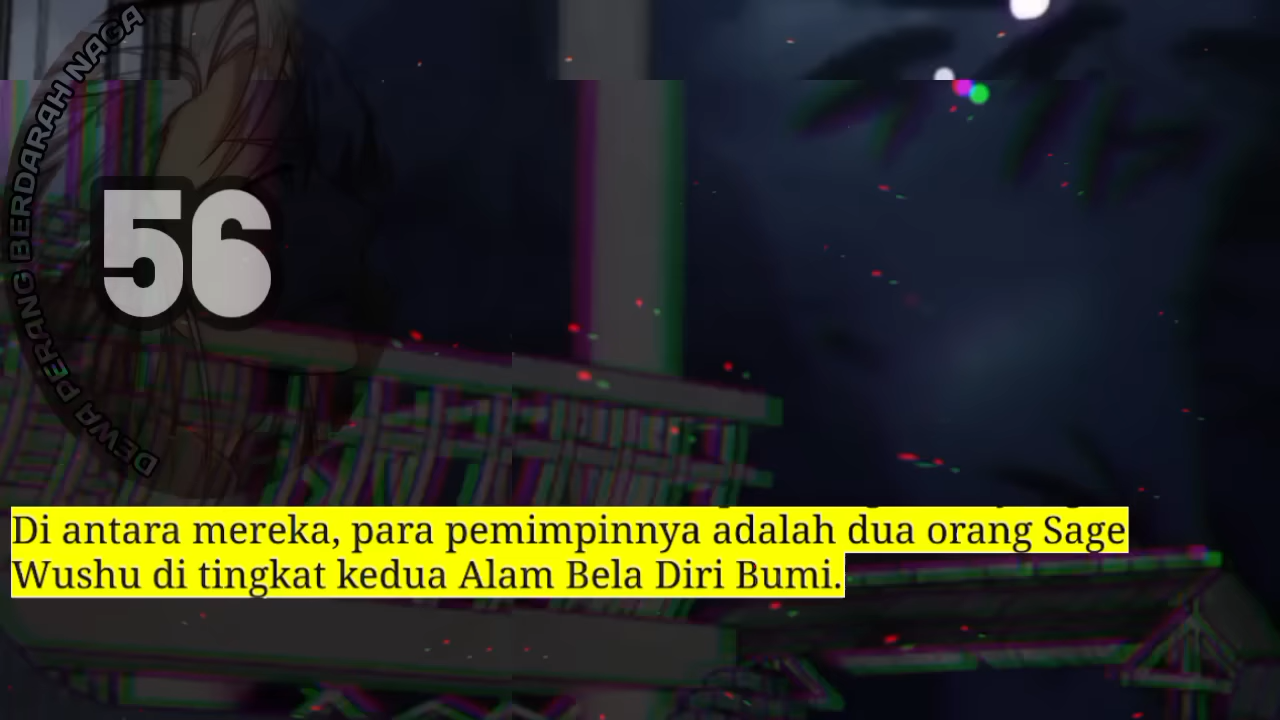 DEWA PERANG BERDARAH NAGA
56
Di antara mereka, para pemimpinnya adalah dua orang Sage
Wushu di tingkat kedua Alam Bela Diri Bumi.